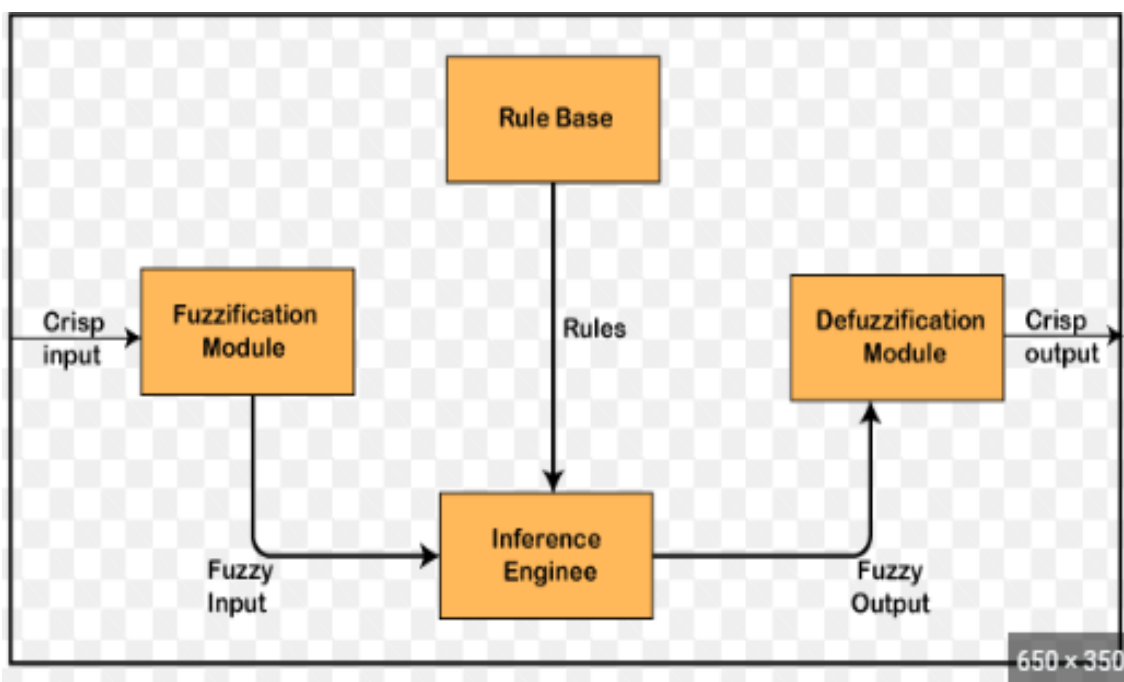 Rule Base
Crisp
input
Fuzzification
Module
Rules
Defuzzification
Module
Crisp
output
Inference
Enginee
Fuzzy
Input
Fuzzy
Output
650 × 350